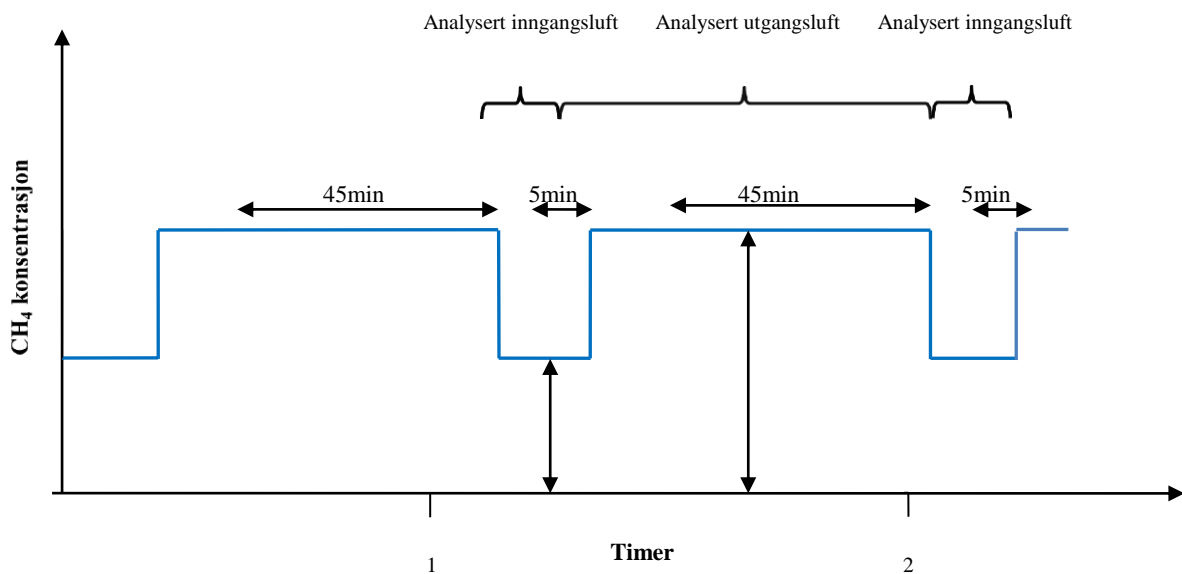 Analysert inngangsluft
Analysert utgangsluft
Analysert inngangsluft
45min
5min
45min
5min
CH₄ konsentrasjon
1
Timer
2